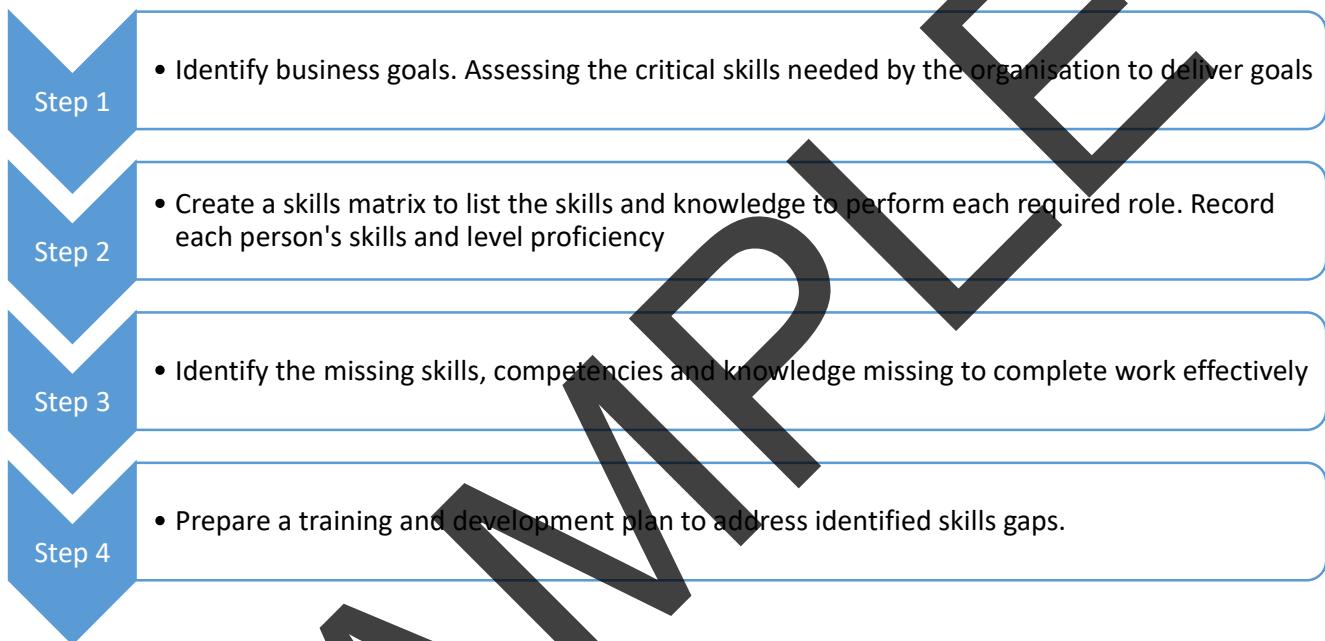 Step 1
• Identify business goals. Assessing the critical skills needed by the organisation to deliver goals
Step 2
• Create a skills matrix to list the skills and knowledge to perform each required role. Record
each person's skills and level proficiency
Step 3
• Identify the missing skills, competencies and knowledge missing to complete work effectively
Step 4
• Prepare a training and development plan to address identified skills gaps.
AMPLE